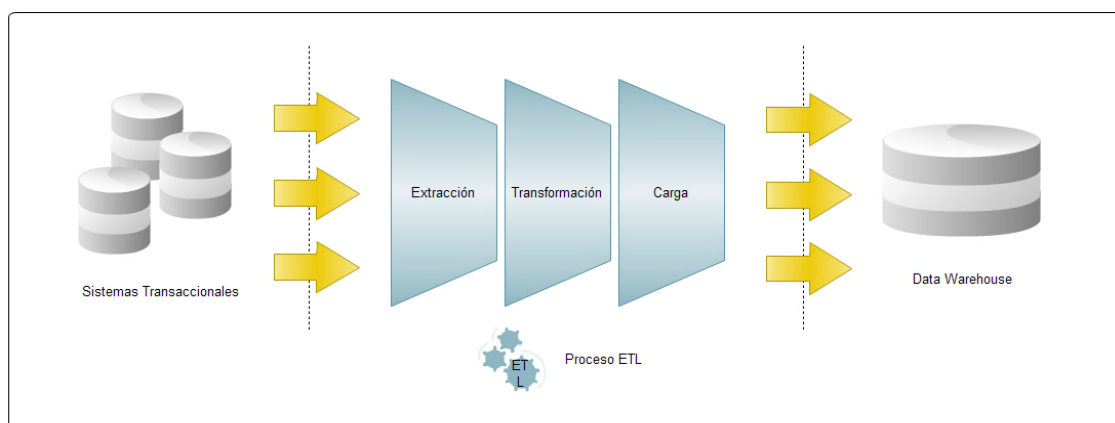 Extracción
Transformación
Carga
Sistemas Transaccionales
Data Warehouse
ET
L
Proceso ETL